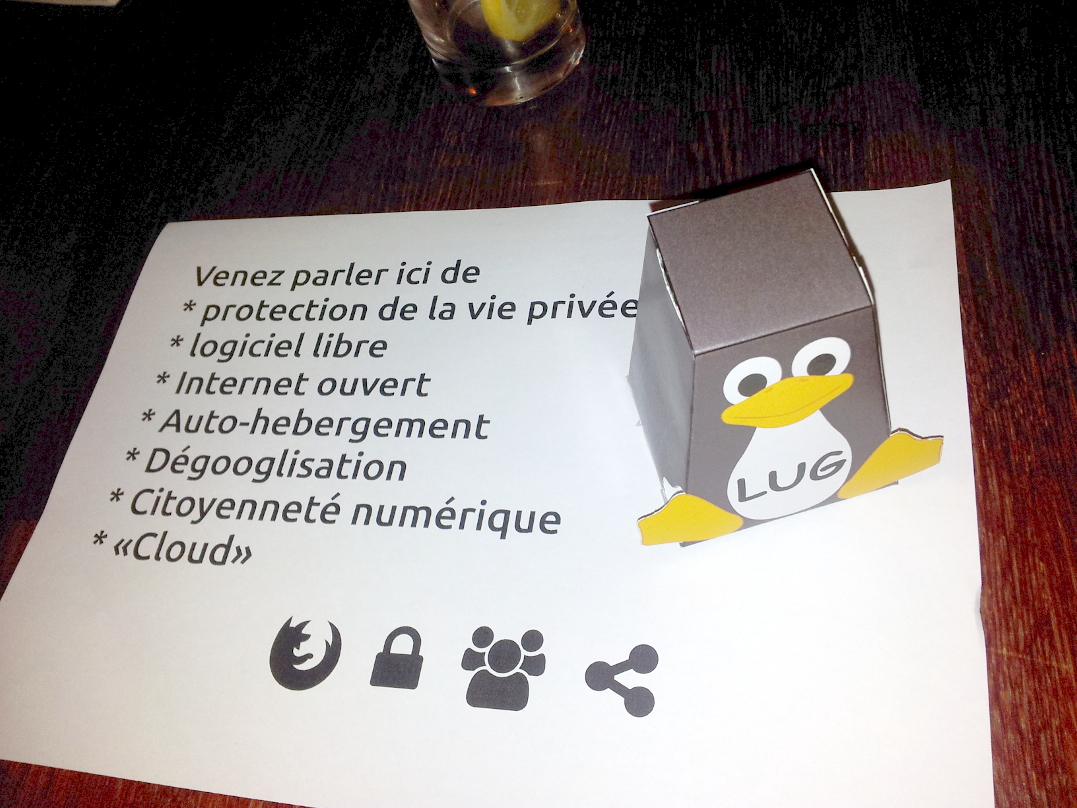 Venez parler ici de
* protection de la vie privée
* logiciel libre
* Internet ouvert
* Auto-hebergement
* Dégooglisation
* Citoyenneté numérique
* «Cloud»
LUG